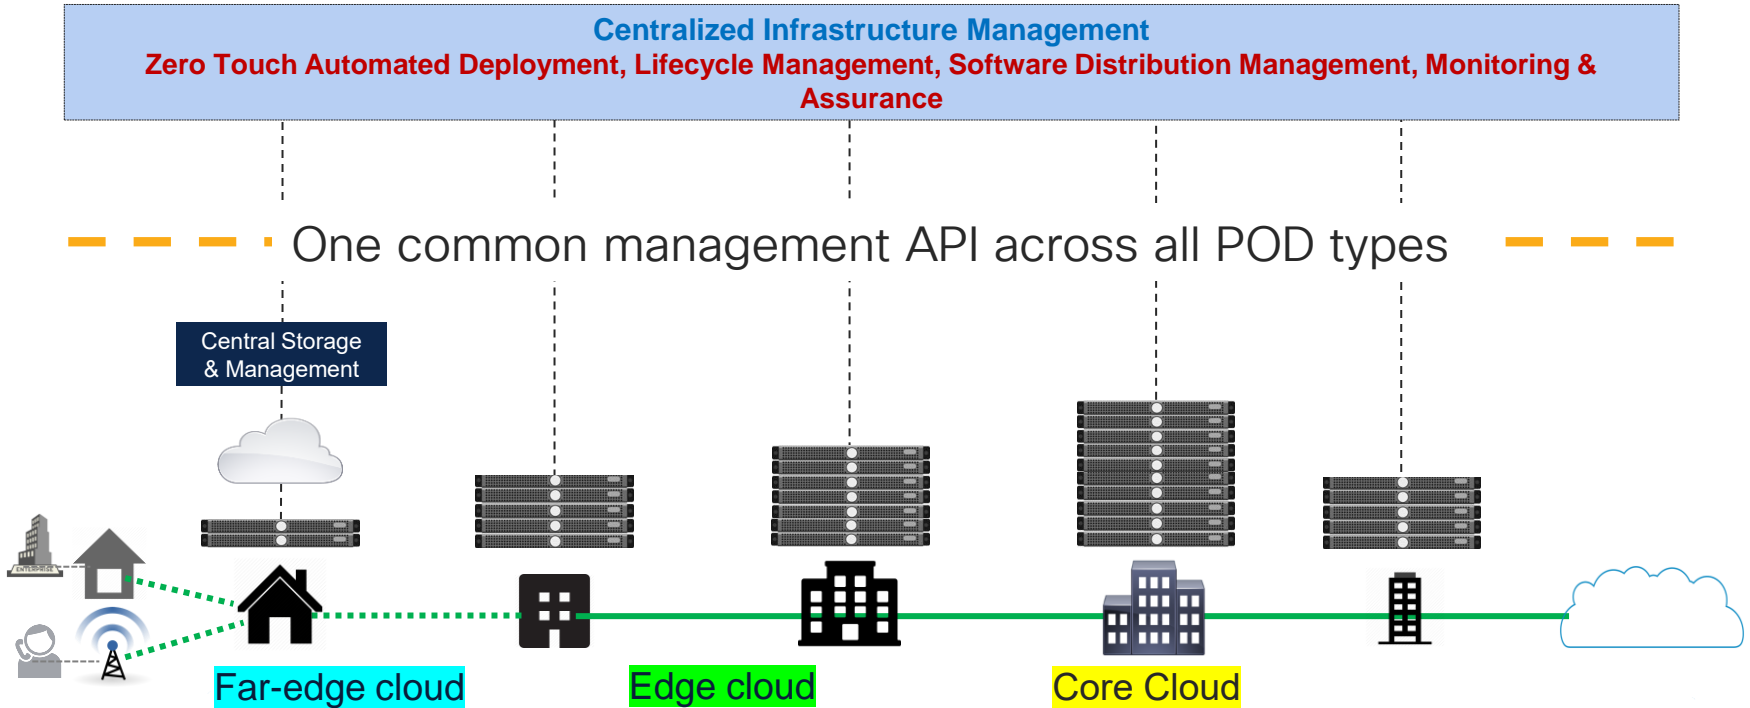 Centralized Infrastructure Management
Zero Touch Automated Deployment, Lifecycle Management, Software Distribution Management, Monitoring &
Assurance
One common management API across all POD types
Central Storage
& Management
ENTERPRISE
Far-edge cloud
Edge cloud
Core Cloud